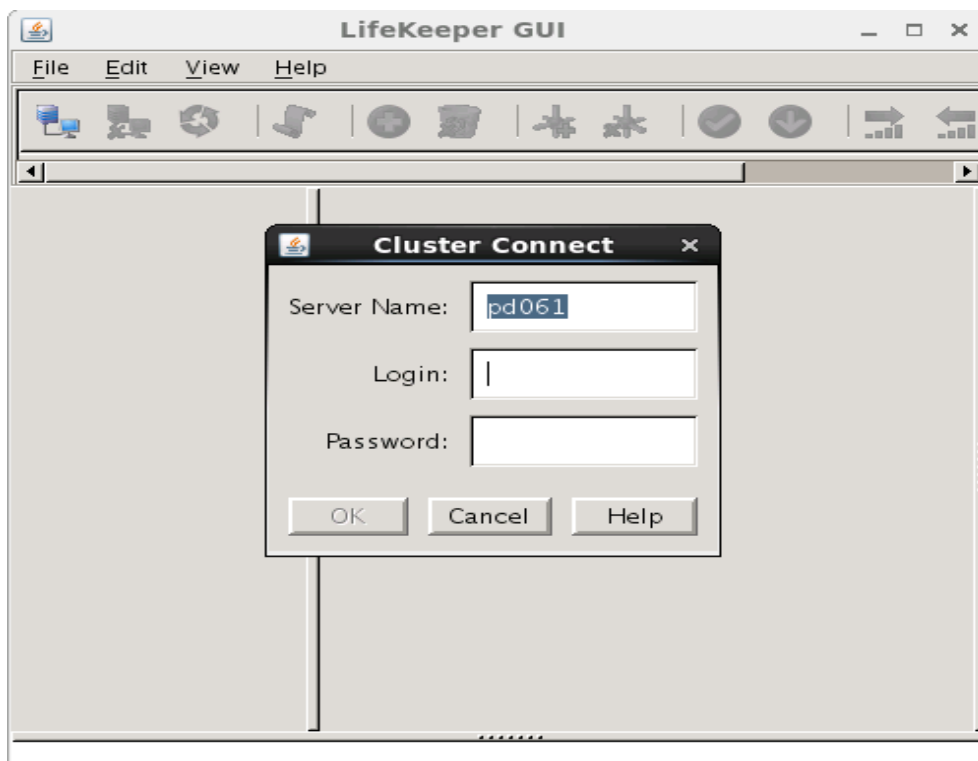 LifeKeeper GUI
File Edit View Help
Cluster Connect
Server Name: pd061
Login:
Password:
OK Cancel Help